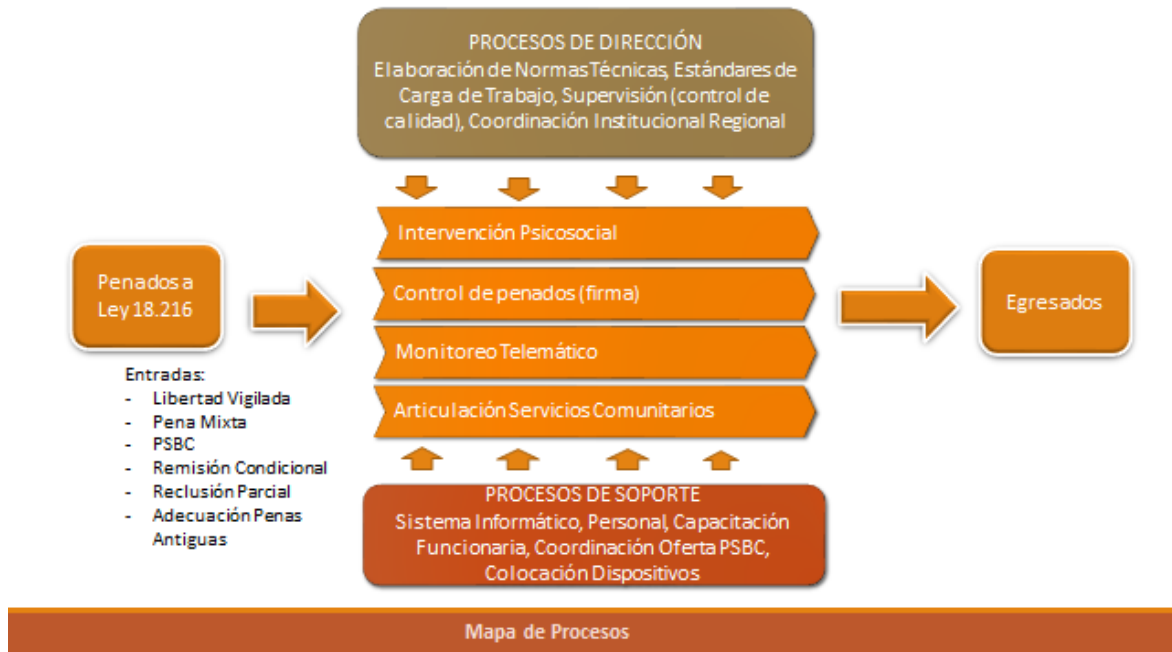 PROCESOS DE DIRECCIÓN
Elaboración de Normas Técnicas, Estándares de
Carga de Trabajo, Supervisión (control de
calidad), Coordinación Institucional Regional
Penados a
Ley 18.216
Entradas:
- Libertad Vigilada
- Pena Mixta
- PSBC
- Remisión Condicional
- Reclusión Parcial
- Adecuación Penas
Antiguas
Intervención Psicosocial
Control de penados (firma)
Monitoreo Telemático
Articulación Servicios Comunitarios
Egresados
PROCESOS DE SOPORTE
Sistema Informático, Personal, Capacitación
Funcionaria, Coordinación Oferta PSBC,
Colocación Dispositivos
Mapa de Procesos